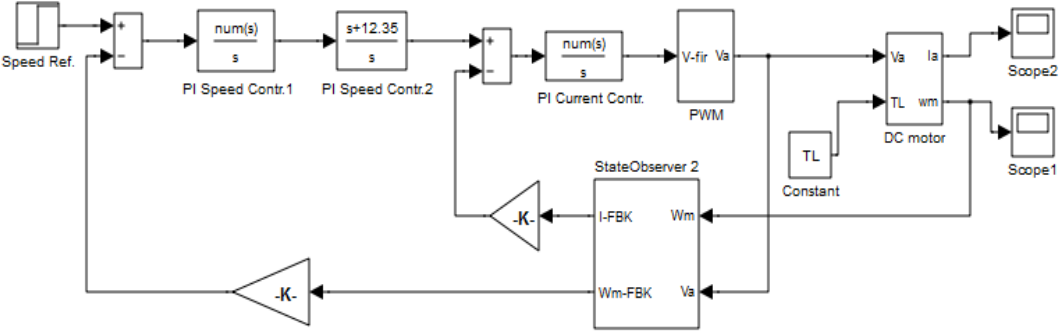 Speed Ref.
+
−
num(s)
s
PI Speed Contr.1
s+12.35
s
PI Speed Contr.2
+
−
num(s)
s
PI Current Contr.
V-fir Va
PWM
Va Ia
TL wm
DC motor
Scope2
Scope1
TL
Constant
StateObserver 2
I-FBK Wm
Wm-FBK Va
-K-
-K-